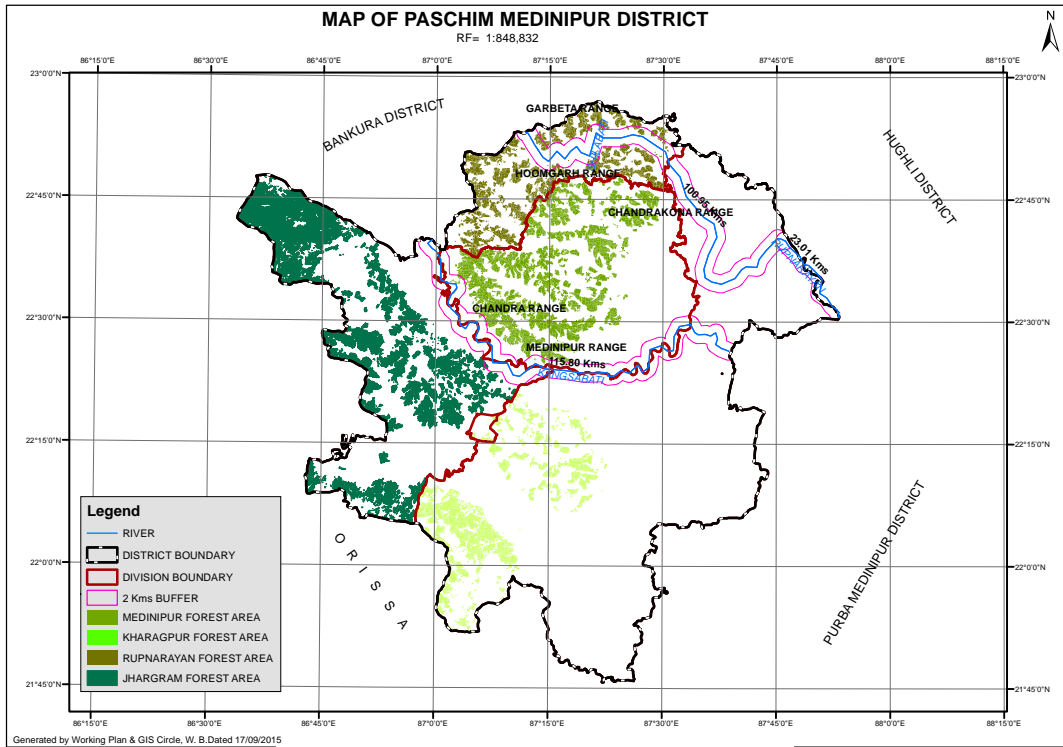 MAP OF PASCHIM MEDINIPUR DISTRICT
RF= 1:848,832
N
86°15'0"E 86°30'0"E 86°45'0"E 87°0'0"E 87°15'0"E 87°30'0"E 87°45'0"E 88°0'0"E 88°15'0"E
23°0'0"N 23°0'0"N
GARBETA RANGE
BANKURA DISTRICT
HUGHLI DISTRICT
HOOMGARH RANGE
22°45'0"N 22°45'0"N
100.95 Kms
CHANDRAKONA RANGE
23.01 Kms
CHANDRA RANGE
22°30'0"N 22°30'0"N
MEDINIPUR RANGE
115.80 Kms
KANGSABATI
22°15'0"N 22°15'0"N
Legend
RIVER
DISTRICT BOUNDARY
DIVISION BOUNDARY
2 Kms BUFFER
MEDINIPUR FOREST AREA
KHARAGPUR FOREST AREA
RUPNARAYAN FOREST AREA
JHARGRAM FOREST AREA
ORISSA
22°0'0"N 22°0'0"N
PURBA MEDINIPUR DISTRICT
21°45'0"N 21°45'0"N
86°15'0"E 86°30'0"E 86°45'0"E 87°0'0"E 87°15'0"E 87°30'0"E 87°45'0"E 88°0'0"E 88°15'0"E
Generated by Working Plan & GIS Circle, W. B.Dated 17/09/2015